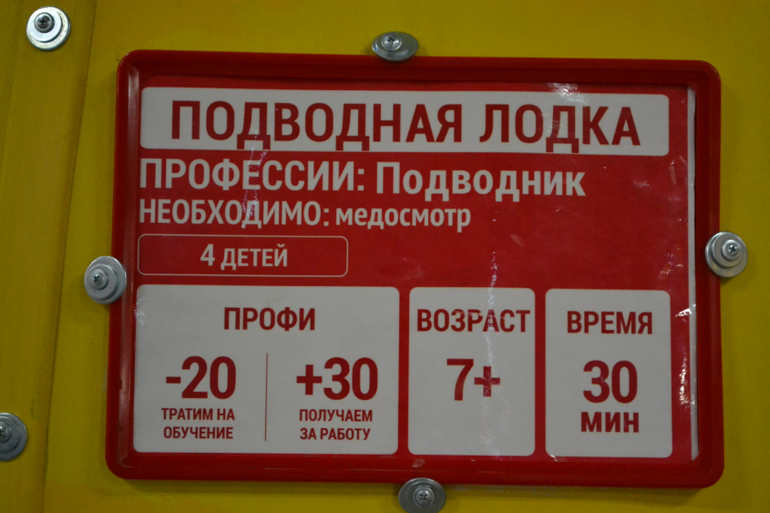 ПОДВОДНАЯ ЛОДКА
ПРОФЕССИИ: Подводник
НЕОБХОДИМО: медосмотр
4 ДЕТЕЙ
ПРОФИ
-20
ТРАТИМ НА
ОБУЧЕНИЕ
+30
ПОЛУЧАЕМ
ЗА РАБОТУ
ВОЗРАСТ
7+
ВРЕМЯ
30
МИН